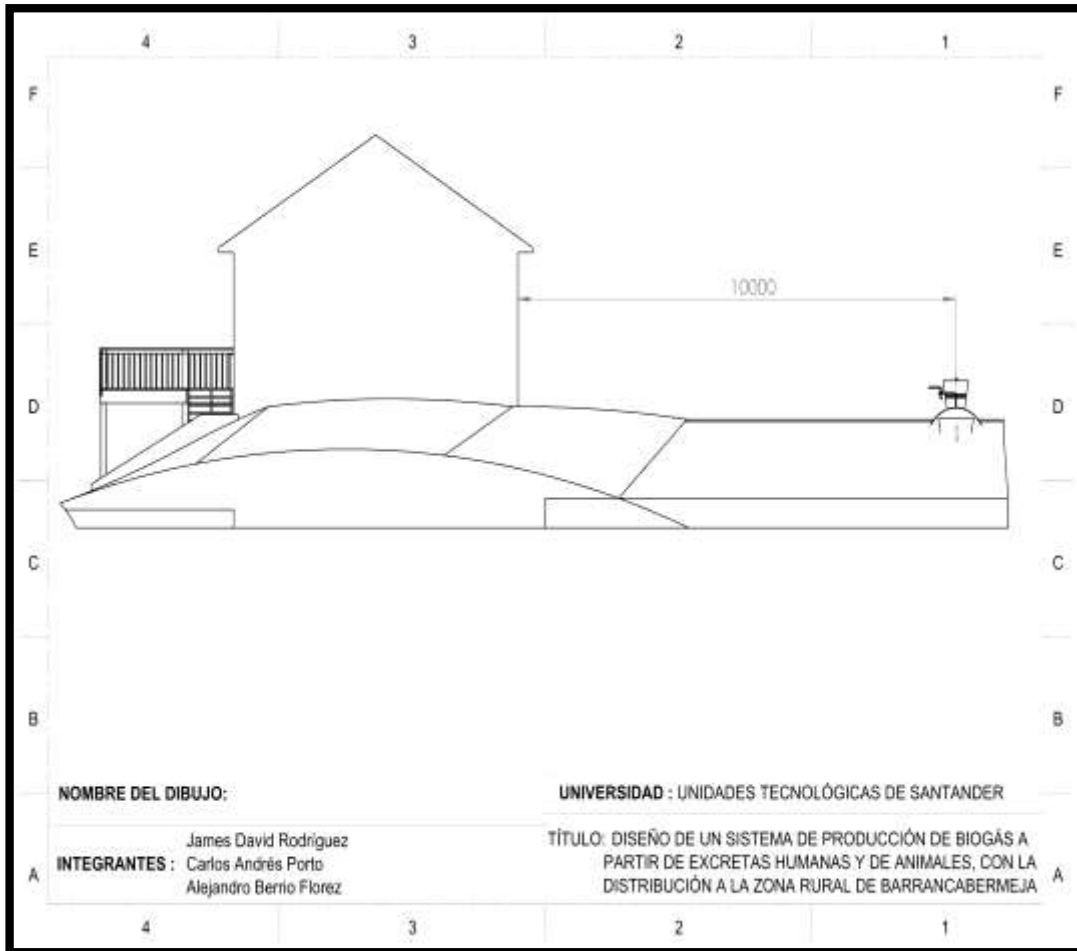 4 3 2 1
F F
E E
10000
D D
C C
B B
NOMBRE DEL DIBUJO:
UNIVERSIDAD : UNIDADES TECNOLÓGICAS DE SANTANDER
INTEGRANTES :
James David Rodríguez
Carlos Andrés Porto
Alejandro Berrio Florez
TÍTULO: DISEÑO DE UN SISTEMA DE PRODUCCIÓN DE BIOGÁS A
PARTIR DE EXCRETAS HUMANAS Y DE ANIMALES, CON LA
DISTRIBUCIÓN A LA ZONA RURAL DE BARRANCABERMEJA
A A
4 3 2 1